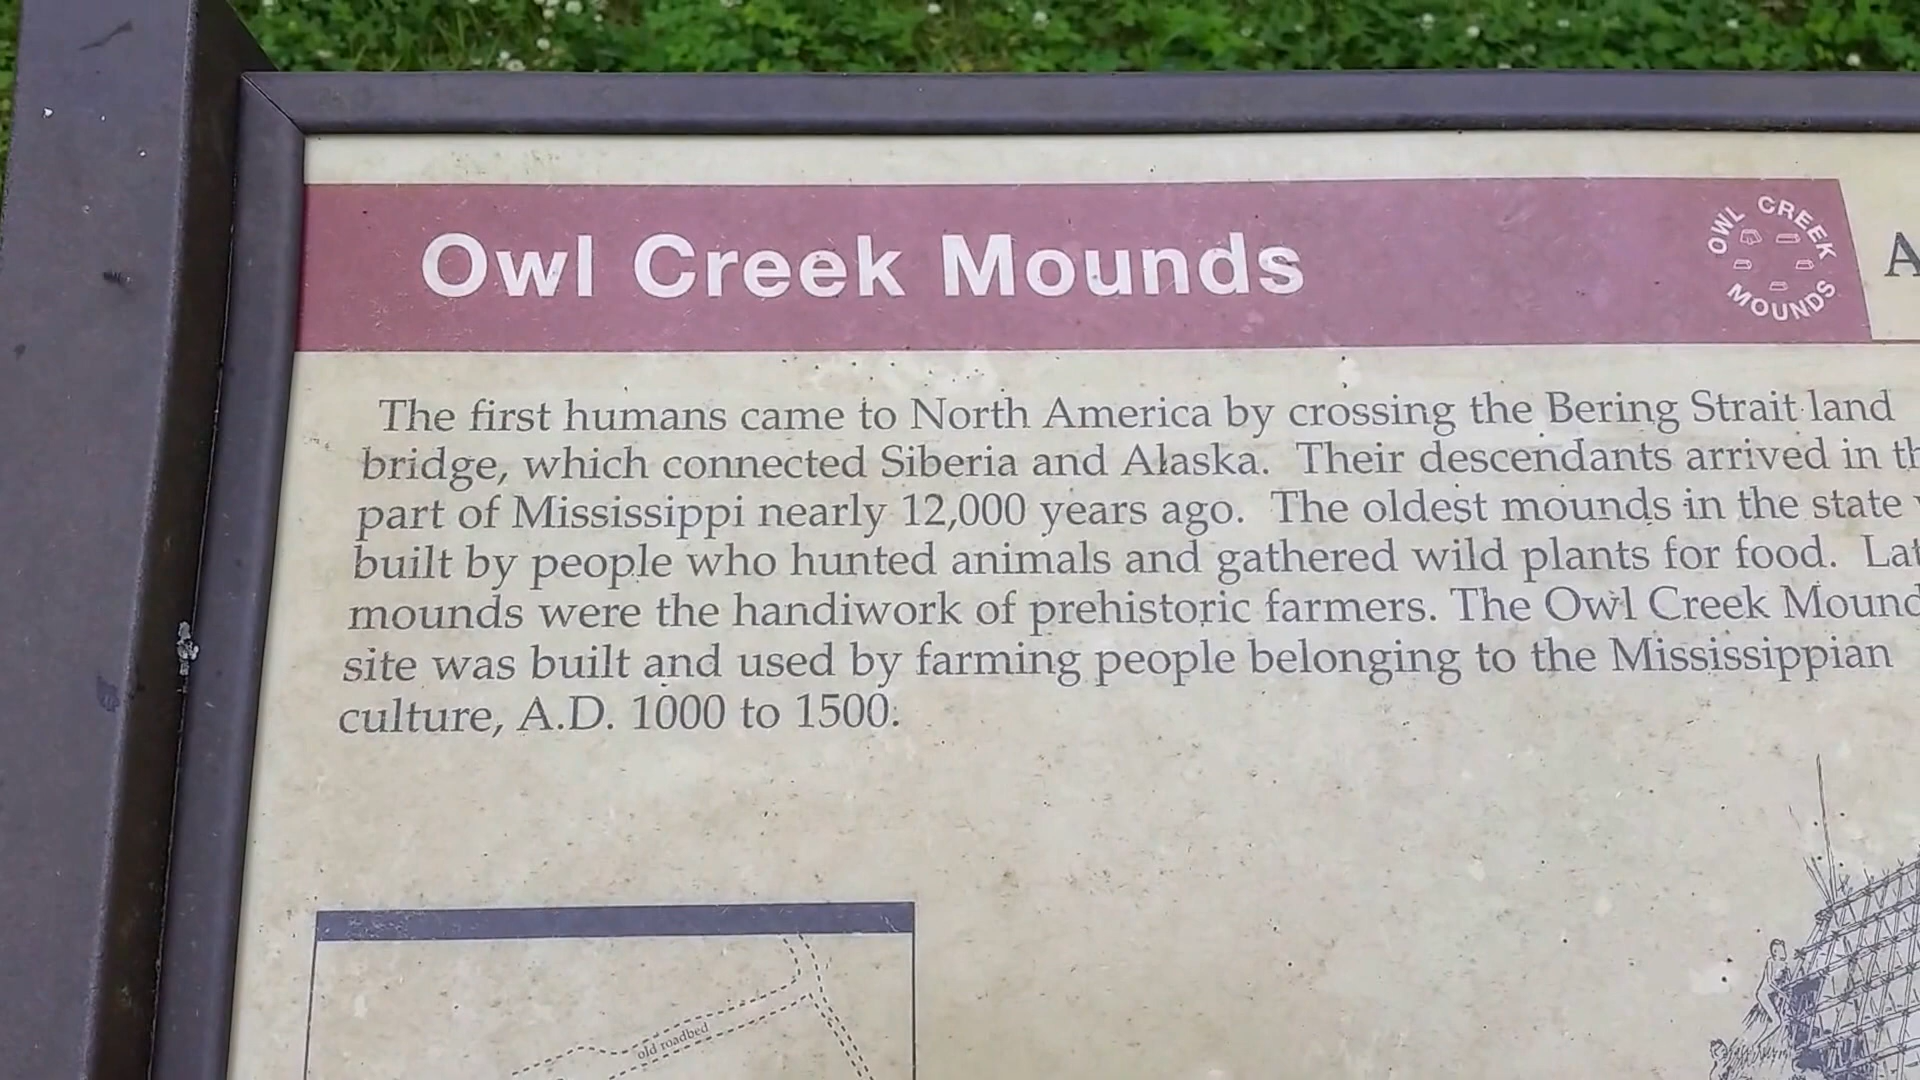 Owl Creek Mounds
OWL CREEK MOUNDS
A
The first humans came to North America by crossing the Bering Strait land
bridge, which connected Siberia and Alaska. Their descendants arrived in th
part of Mississippi nearly 12,000 years ago. The oldest mounds in the state
built by people who hunted animals and gathered wild plants for food. Lat
mounds were the handiwork of prehistoric farmers. The Owl Creek Mound
site was built and used by farming people belonging to the Mississippian
culture, A.D. 1000 to 1500.
old roadbed